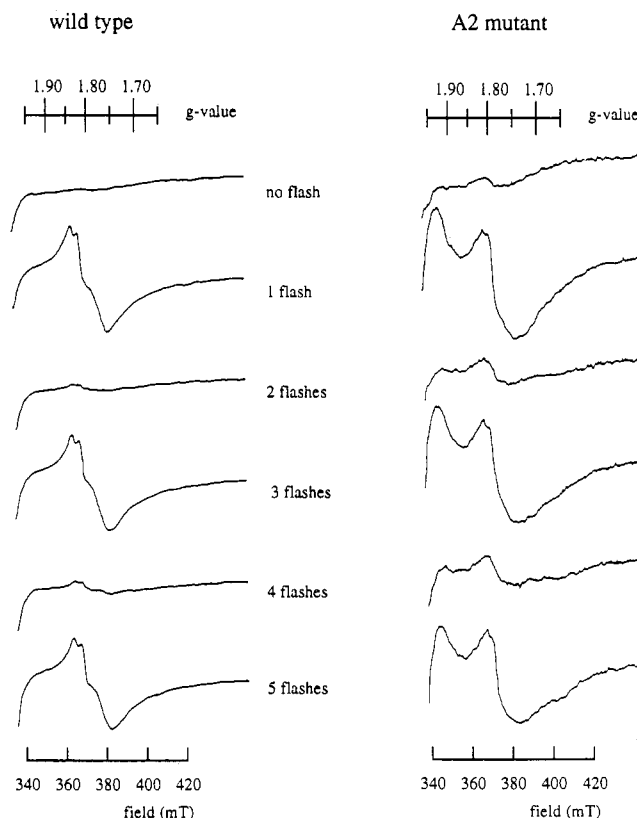 wild type A2 mutant
1.90 1.80 1.70 g-value 1.90 1.80 1.70 g-value
no flash
1 flash
2 flashes
3 flashes
4 flashes
5 flashes
340 360 380 400 420 340 360 380 400 420
field (mT) field (mT)